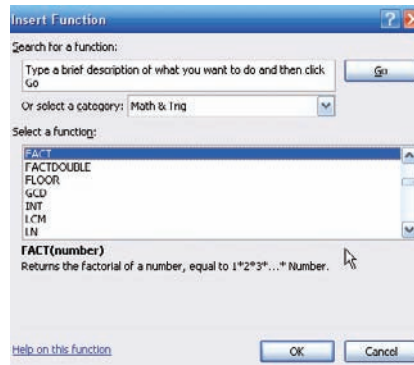 Insert Function
Search for a function:
Type a brief description of what you want to do and then click
Go
Go
Or select a category: Math & Trig
Select a function:
FACT
FACTDOUBLE
FLOOR
GCD
INT
LCM
LN
FACT(number)
Returns the factorial of a number, equal to 1*2*3*...* Number.
Help on this function
OK
Cancel